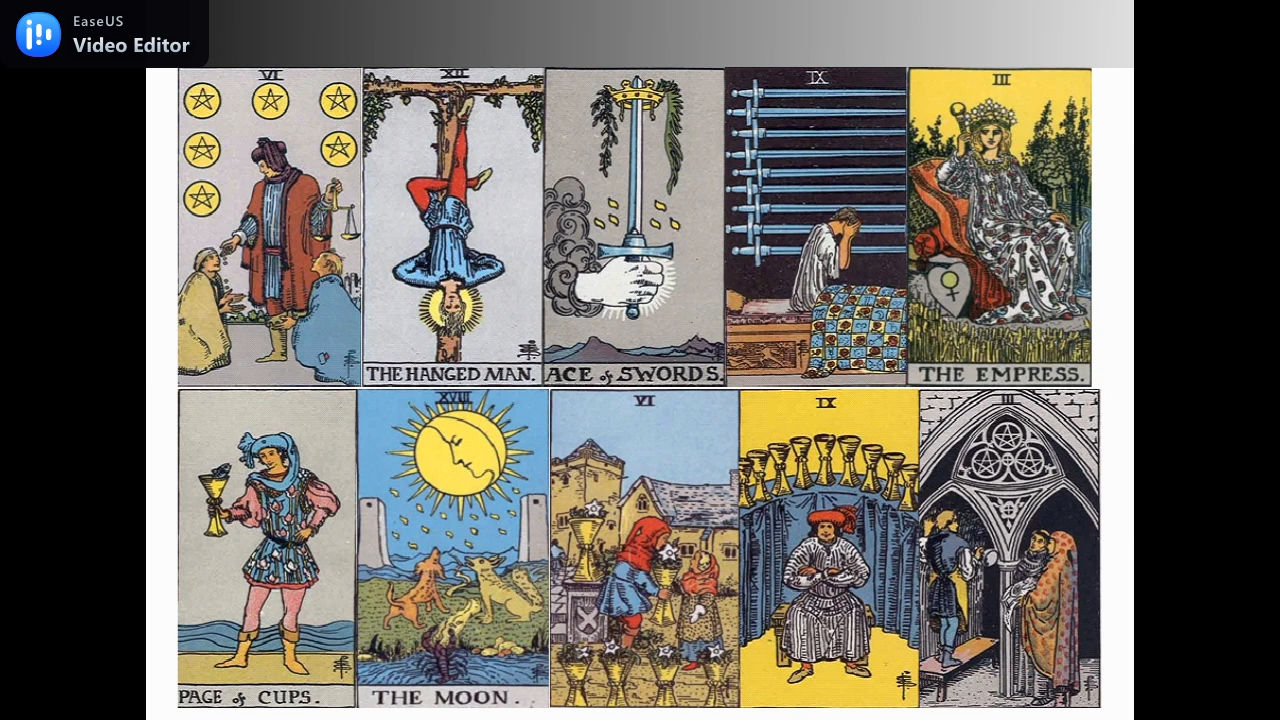 EaseUS
Video Editor
VI
XII
IX
III
THE HANGED MAN.
ACE of SWORDS.
THE EMPRESS.
XVIII
VI
IX
III
PAGE of CUPS.
THE MOON.